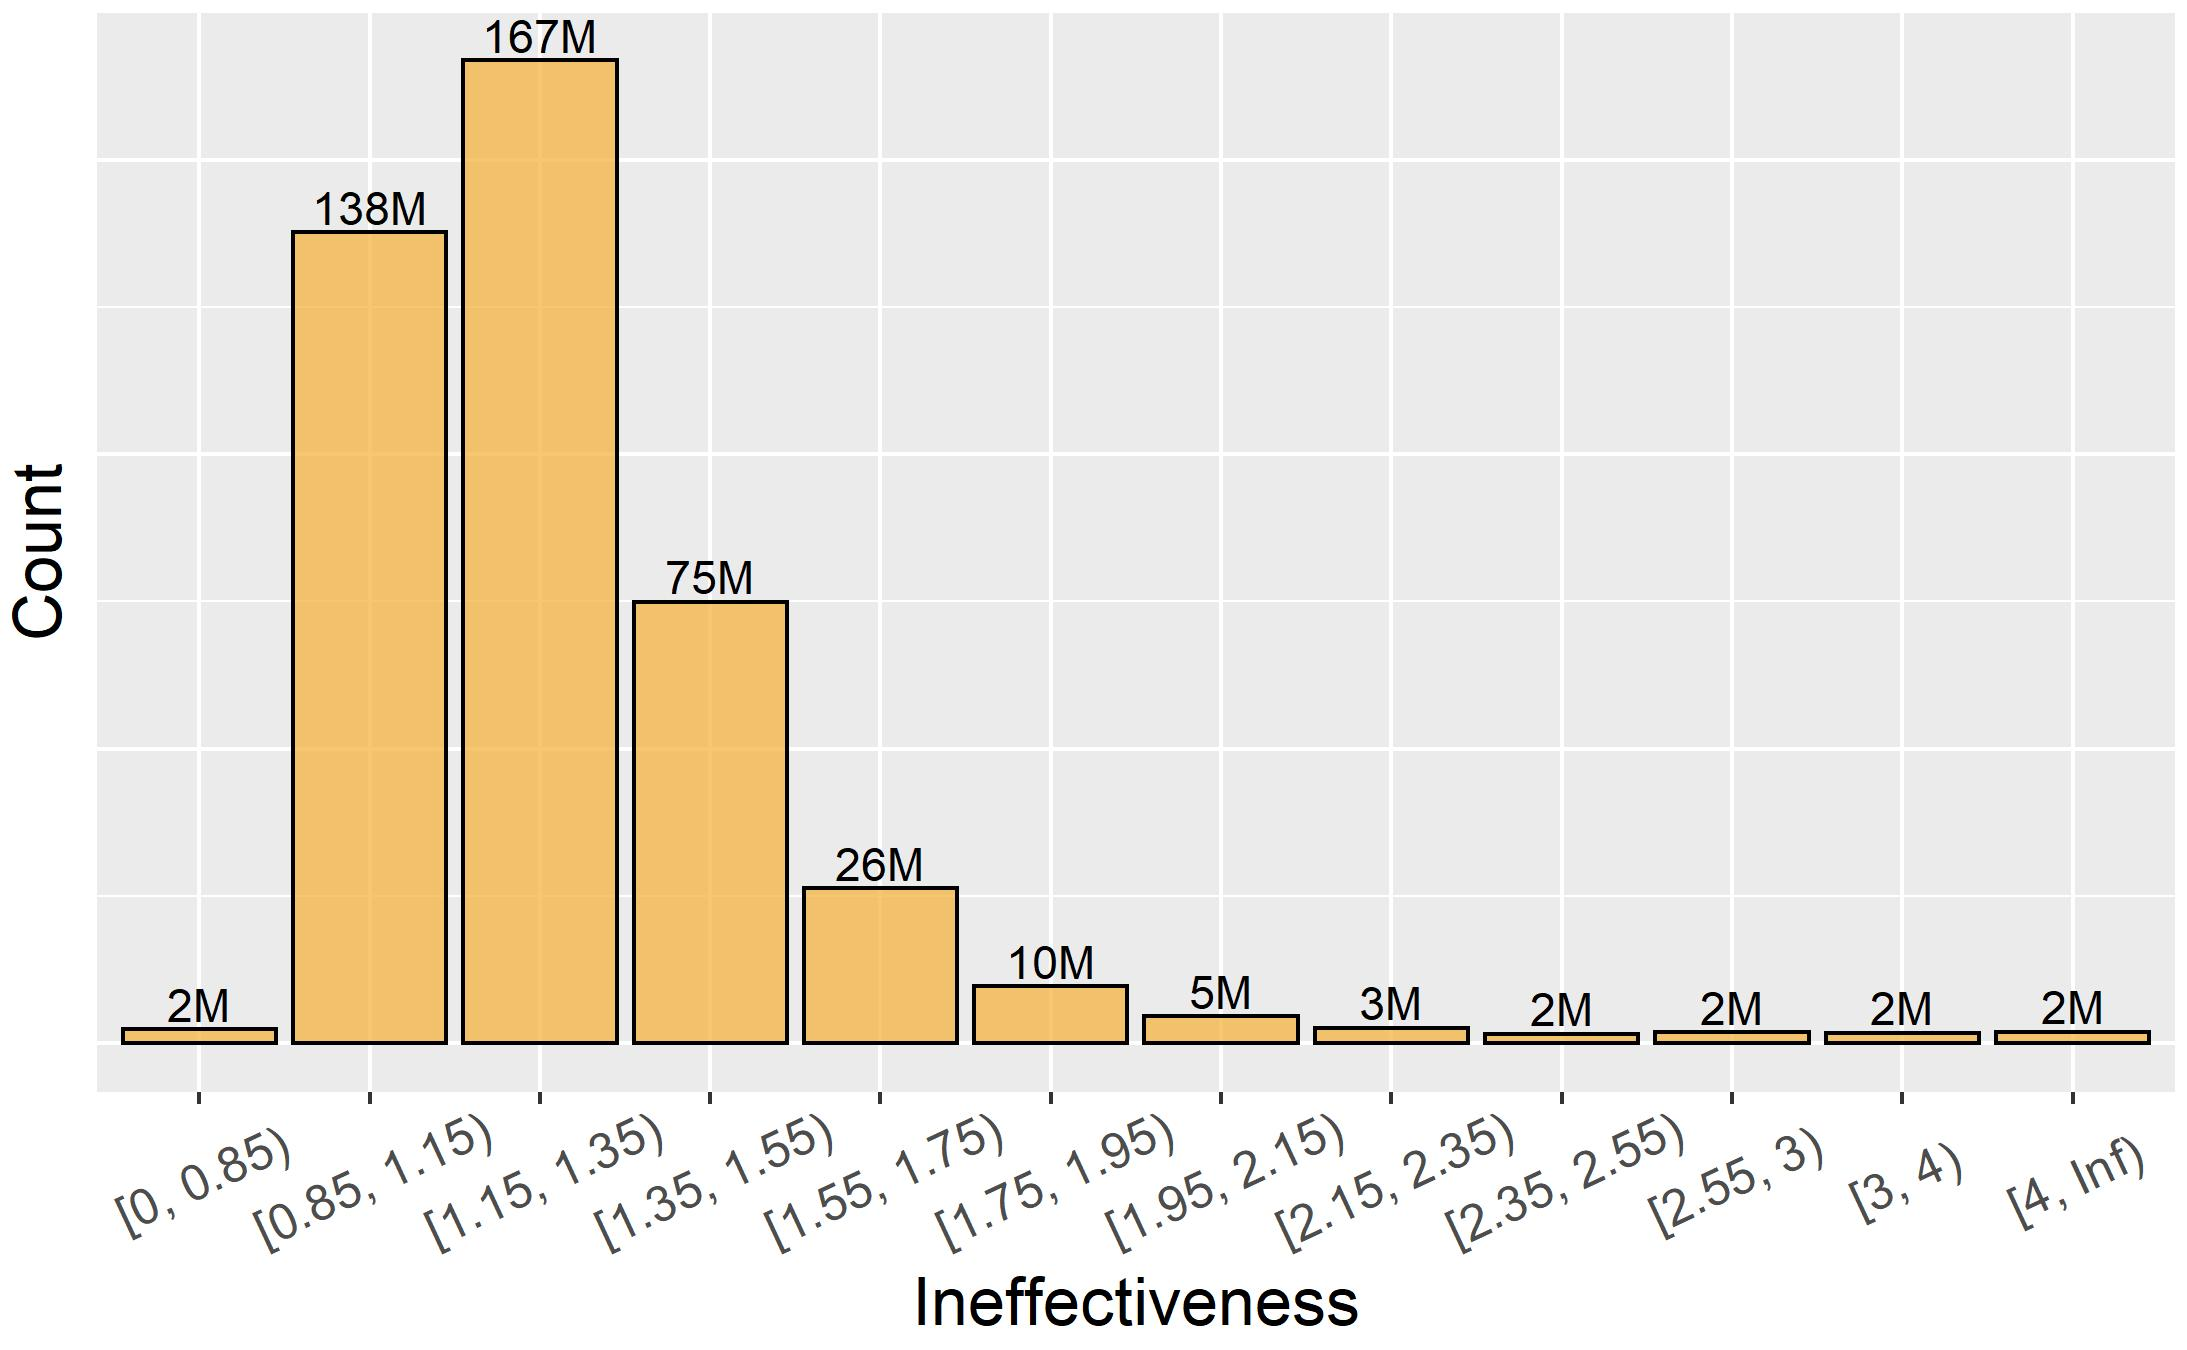 167M
138M
75M
26M
10M
5M
3M
2M
2M
2M
2M
2M
Count
[0, 0.85)
[0.85, 1.15)
[1.15, 1.35)
[1.35, 1.55)
[1.55, 1.75)
[1.75, 1.95)
[1.95, 2.15)
[2.15, 2.35)
[2.35, 2.55)
[2.55, 3)
[3, 4)
[4, Inf)
Ineffectiveness